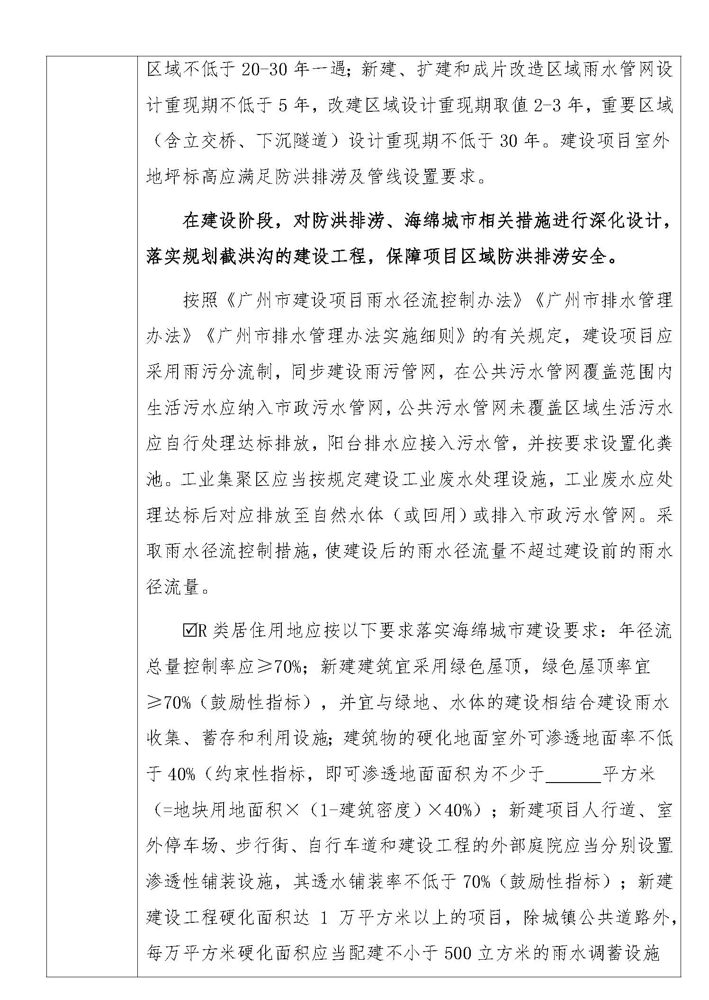 区域不低于 20-30 年一遇；新建、扩建和成片改造区域雨水管网设
计重现期不低于 5 年，改建区域设计重现期取值 2-3 年，重要区域
（含立交桥、下沉隧道）设计重现期不低于 30 年。建设项目室外
地坪标高应满足防洪排涝及管线设置要求。
在建设阶段，对防洪排涝、海绵城市相关措施进行深化设计，
落实规划截洪沟的建设工程，保障项目区域防洪排涝安全。
按照《广州市建设项目雨水径流控制办法》《广州市排水管理
办法》《广州市排水管理办法实施细则》的有关规定，建设项目应
采用雨污分流制，同步建设雨污管网，在公共污水管网覆盖范围内
生活污水应纳入市政污水管网，公共污水管网未覆盖区域生活污水
应自行处理达标排放，阳台排水应接入污水管，并按要求设置化粪
池。工业集聚区应当按规定建设工业废水处理设施，工业废水应处
理达标后对应排放至自然水体（或回用）或排入市政污水管网。采
取雨水径流控制措施，使建设后的雨水径流量不超过建设前的雨水
径流量。
☑R 类居住用地应按以下要求落实海绵城市建设要求：年径流
总量控制率应≥70%；新建建筑宜采用绿色屋顶，绿色屋顶率宜
≥70%（鼓励性指标），并宜与绿地、水体的建设相结合建设雨水
收集、蓄存和利用设施；建筑物的硬化地面室外可渗透地面率不低
于 40%（约束性指标，即可渗透地面面积为不少于______平方米
（=地块用地面积×（1-建筑密度）×40%）；新建项目人行道、室
外停车场、步行街、自行车道和建设工程的外部庭院应当分别设置
渗透性铺装设施，其透水铺装率不低于 70%（鼓励性指标）；新建
建设工程硬化面积达 1 万平方米以上的项目，除城镇公共道路外，
每万平方米硬化面积应当配建不小于 500 立方米的雨水调蓄设施